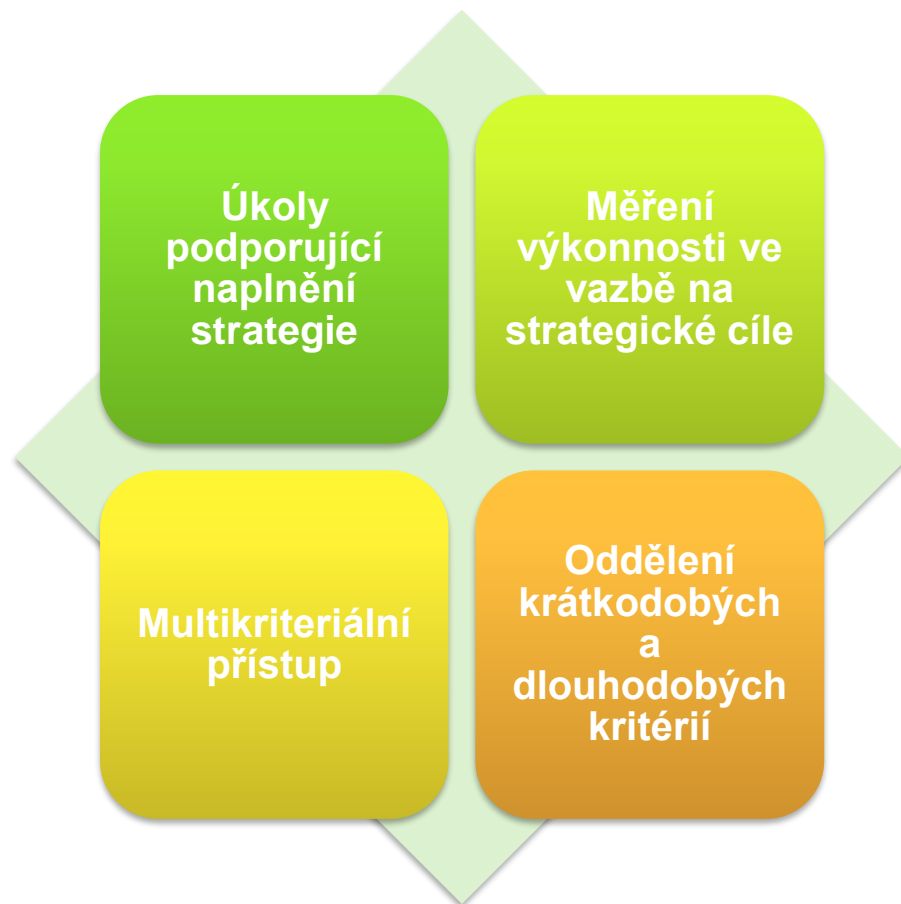 Úkoly
podporující
naplnění
strategie
Měření
výkonnosti ve
vazbě na
strategické cíle
Multikriteriální
přístup
Oddělení
krátkodobých
a
dlouhodobých
kritérií